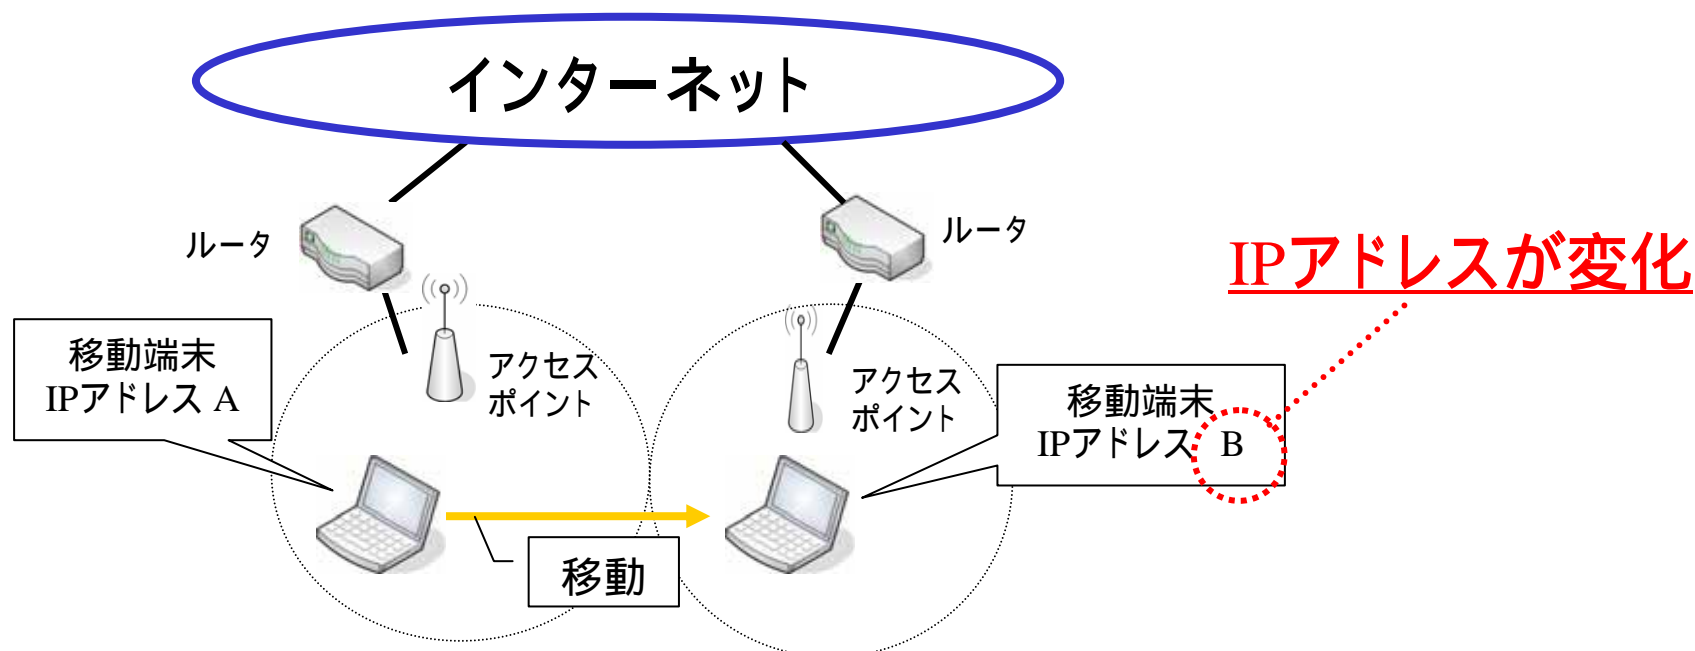 インターネット
ルータ
ルータ
IPアドレスが変化
移動端末
IPアドレス A
アクセス
ポイント
アクセス
ポイント
移動端末
IPアドレス B
移動